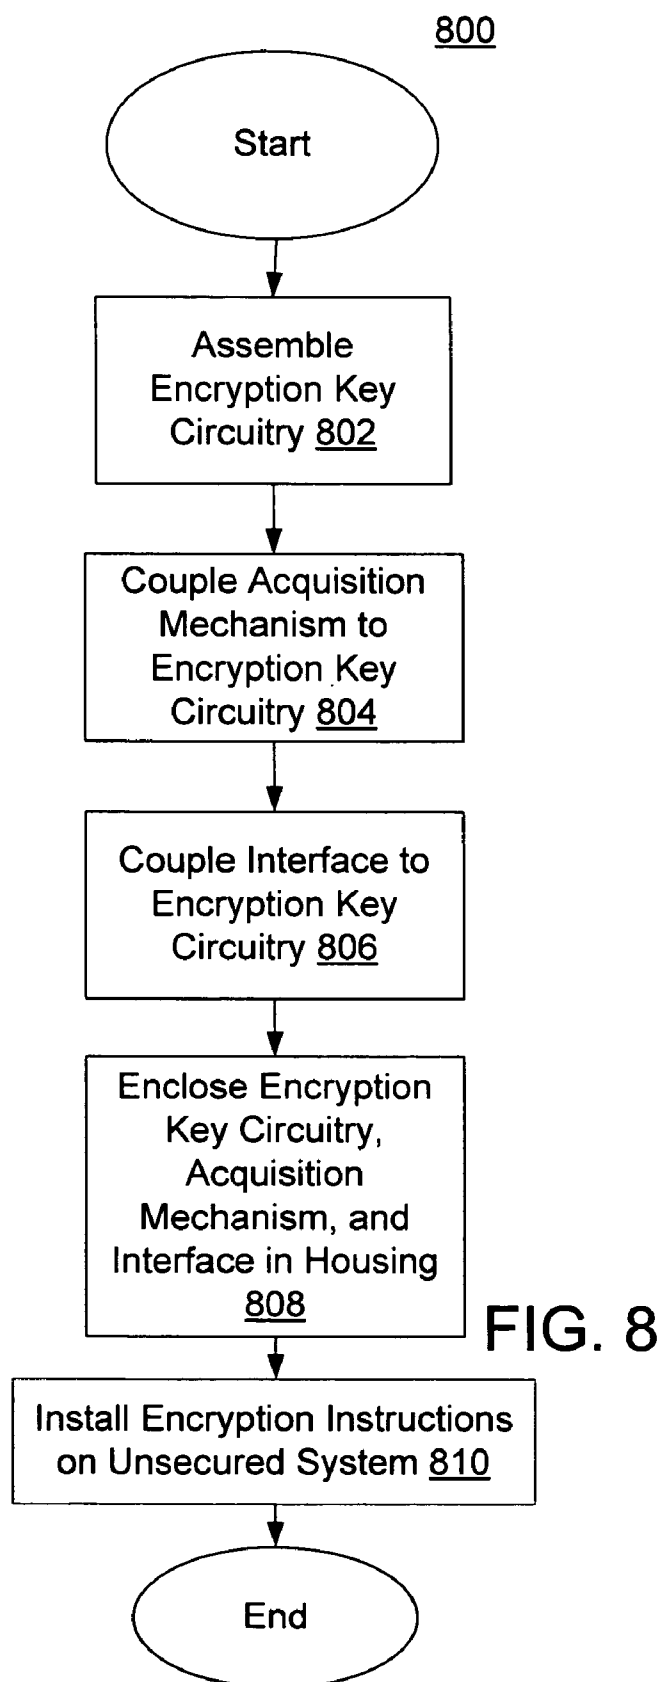 800
Start
Assemble
Encryption Key
Circuitry 802
Couple Acquisition
Mechanism to
Encryption Key
Circuitry 804
Couple Interface to
Encryption Key
Circuitry 806
Enclose Encryption
Key Circuitry,
Acquisition
Mechanism, and
Interface in Housing
808
FIG. 8
Install Encryption Instructions
on Unsecured System 810
End